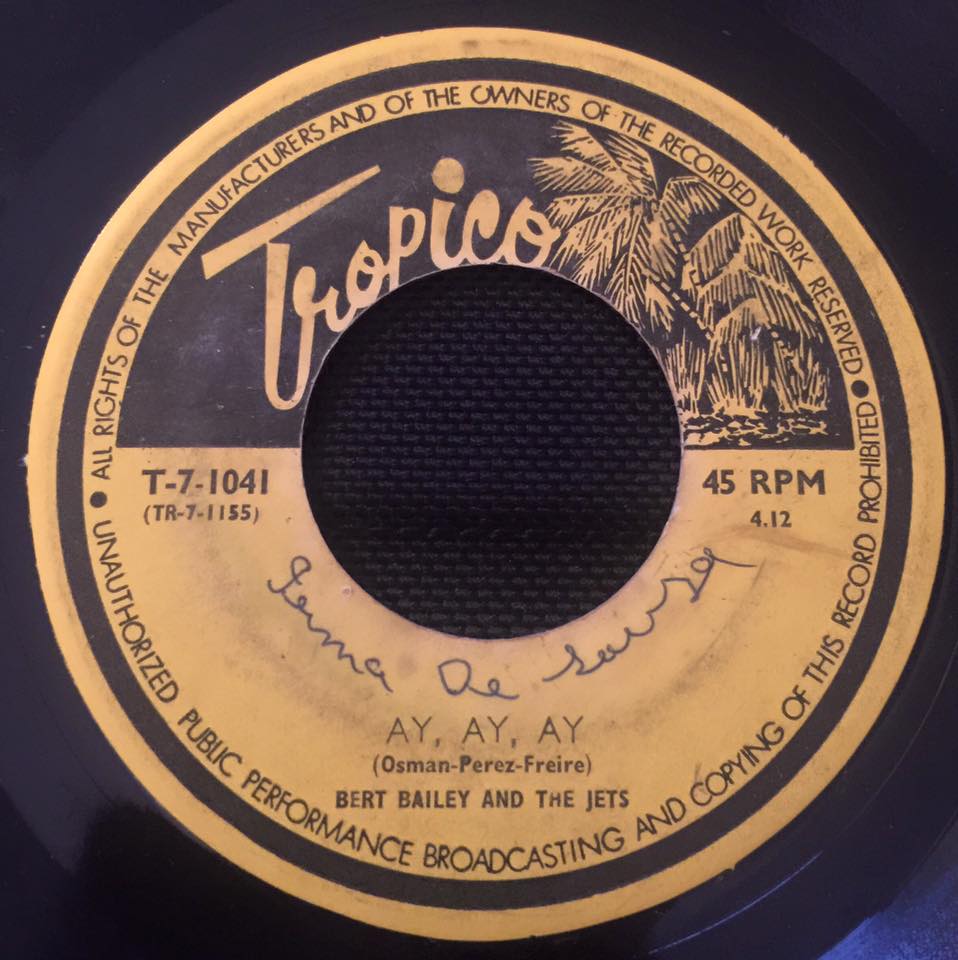 ● ALL RIGHTS OF THE MANUFACTURERS AND OF THE OWNERS OF THE RECORDED WORK RESERVED ●
UNAUTHORIZED PUBLIC PERFORMANCE BROADCASTING AND COPYING OF THIS RECORD PROHIBITED
Tropico
T-7-1041
(TR-7-1155)
45 RPM
4.12
De Souza
AY, AY, AY
(Osman-Perez-Freire)
BERT BAILEY AND THE JETS